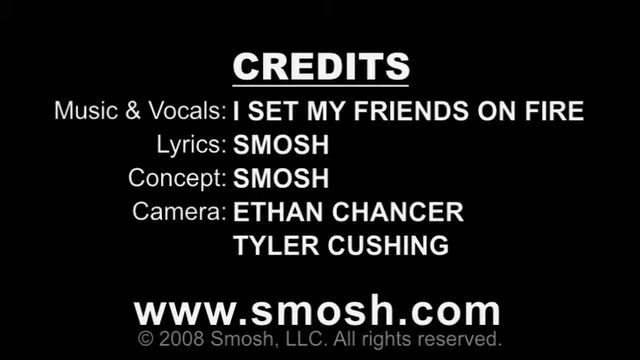 CREDITS
Music & Vocals: I SET MY FRIENDS ON FIRE
Lyrics: SMOSH
Concept: SMOSH
Camera: ETHAN CHANCER
TYLER CUSHING
www.smosh.com
© 2008 Smosh, LLC. All rights reserved.